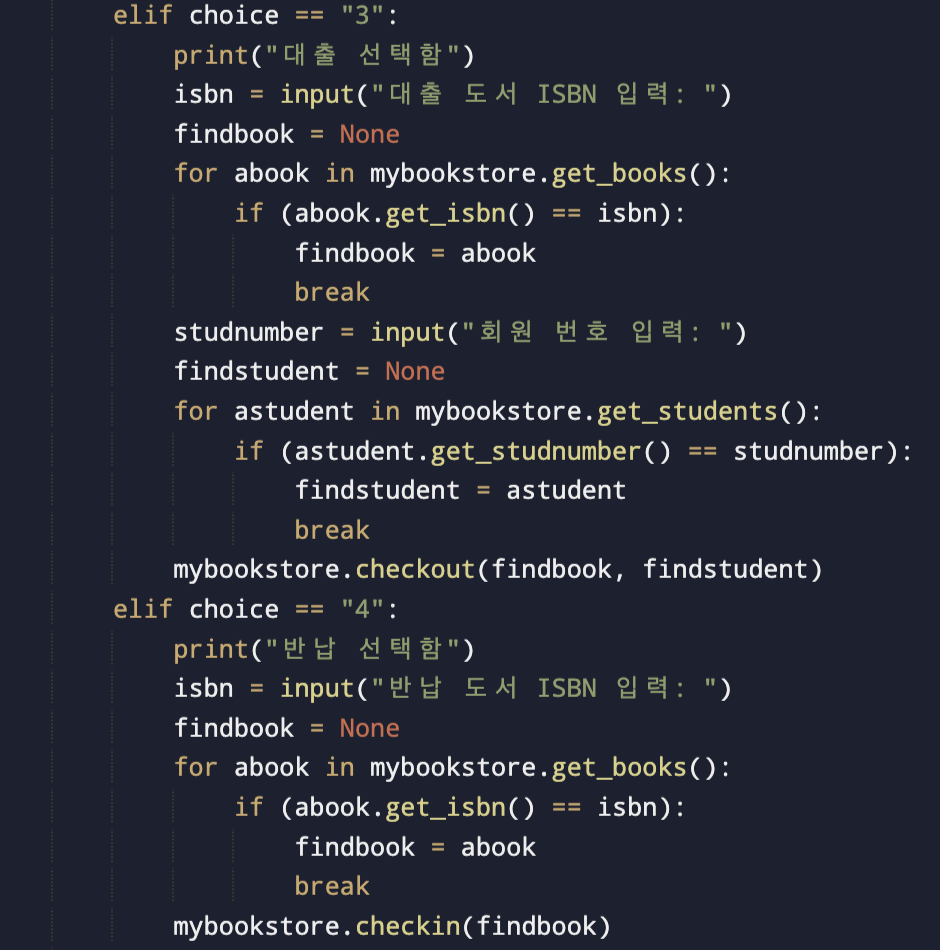 elif choice == "3":
print("대출 선택함")
isbn = input("대출 도서 ISBN 입력: ")
findbook = None
for abook in mybookstore.get_books():
if (abook.get_isbn() == isbn):
findbook = abook
break
studnumber = input("회원 번호 입력: ")
findstudent = None
for astudent in mybookstore.get_students():
if (astudent.get_studnumber() == studnumber):
findstudent = astudent
break
mybookstore.checkout(findbook, findstudent)
elif choice == "4":
print("반납 선택함")
isbn = input("반납 도서 ISBN 입력: ")
findbook = None
for abook in mybookstore.get_books():
if (abook.get_isbn() == isbn):
findbook = abook
break
mybookstore.checkin(findbook)